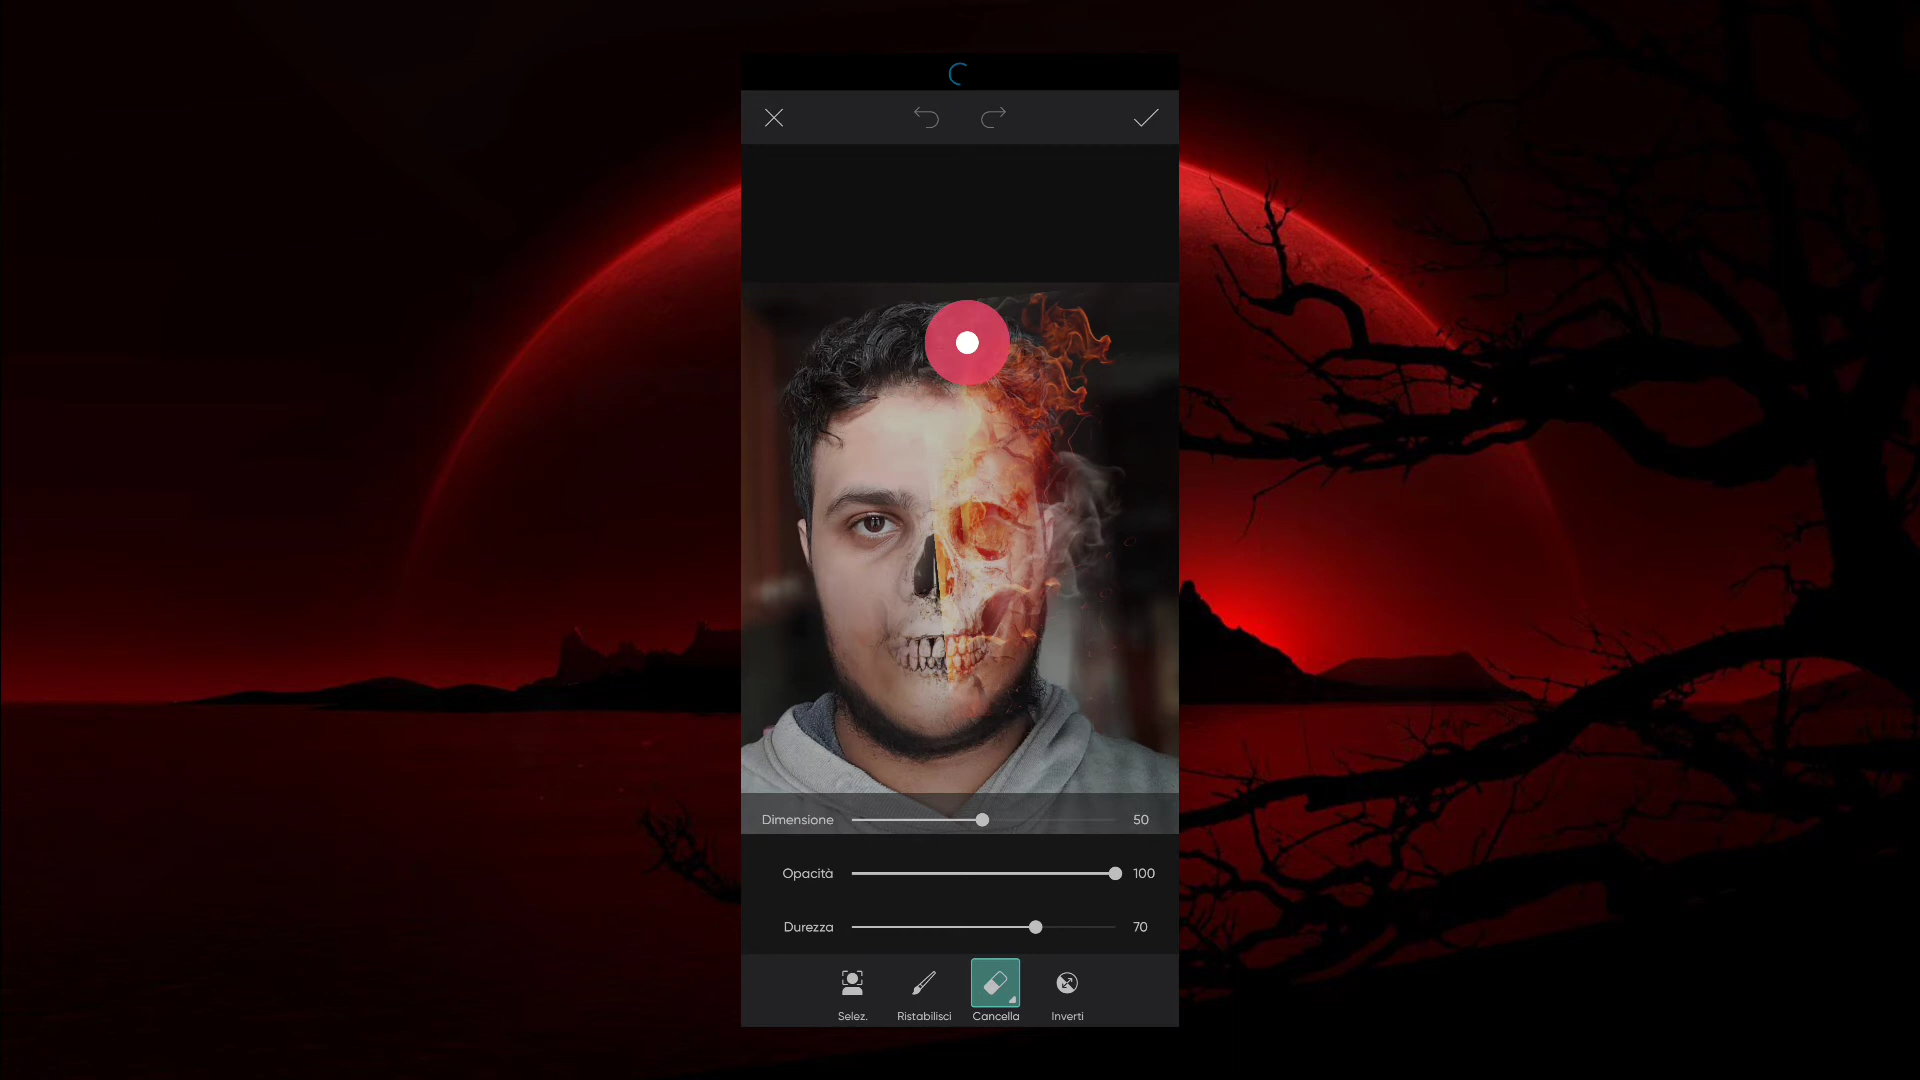 Dimensione 50
Opacità 100
Durezza 70
Selez. Ristabilisci Cancella Inverti